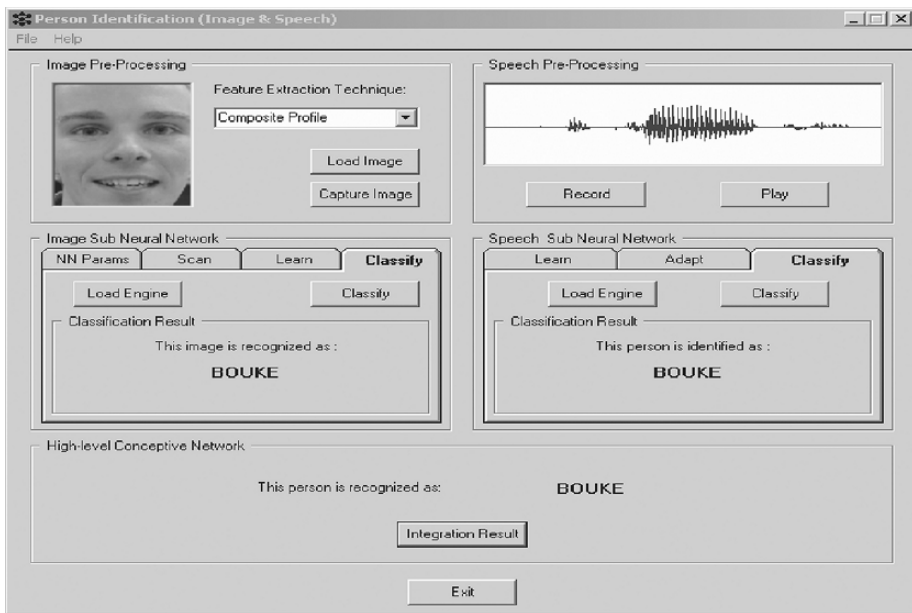 Person Identification (Image & Speech)
File Help
Image Pre-Processing
Feature Extraction Technique:
Composite Profile
Load Image
Capture Image
Speech Pre-Processing
Record Play
Image Sub Neural Network
NN Params Scan Learn Classify
Load Engine Classify
Classification Result
This image is recognized as :
BOUKE
Speech Sub Neural Network
Learn Adapt Classify
Load Engine Classify
Classification Result
This person is identified as :
BOUKE
High-level Conceptive Network
This person is recognized as: BOUKE
Integration Result
Exit